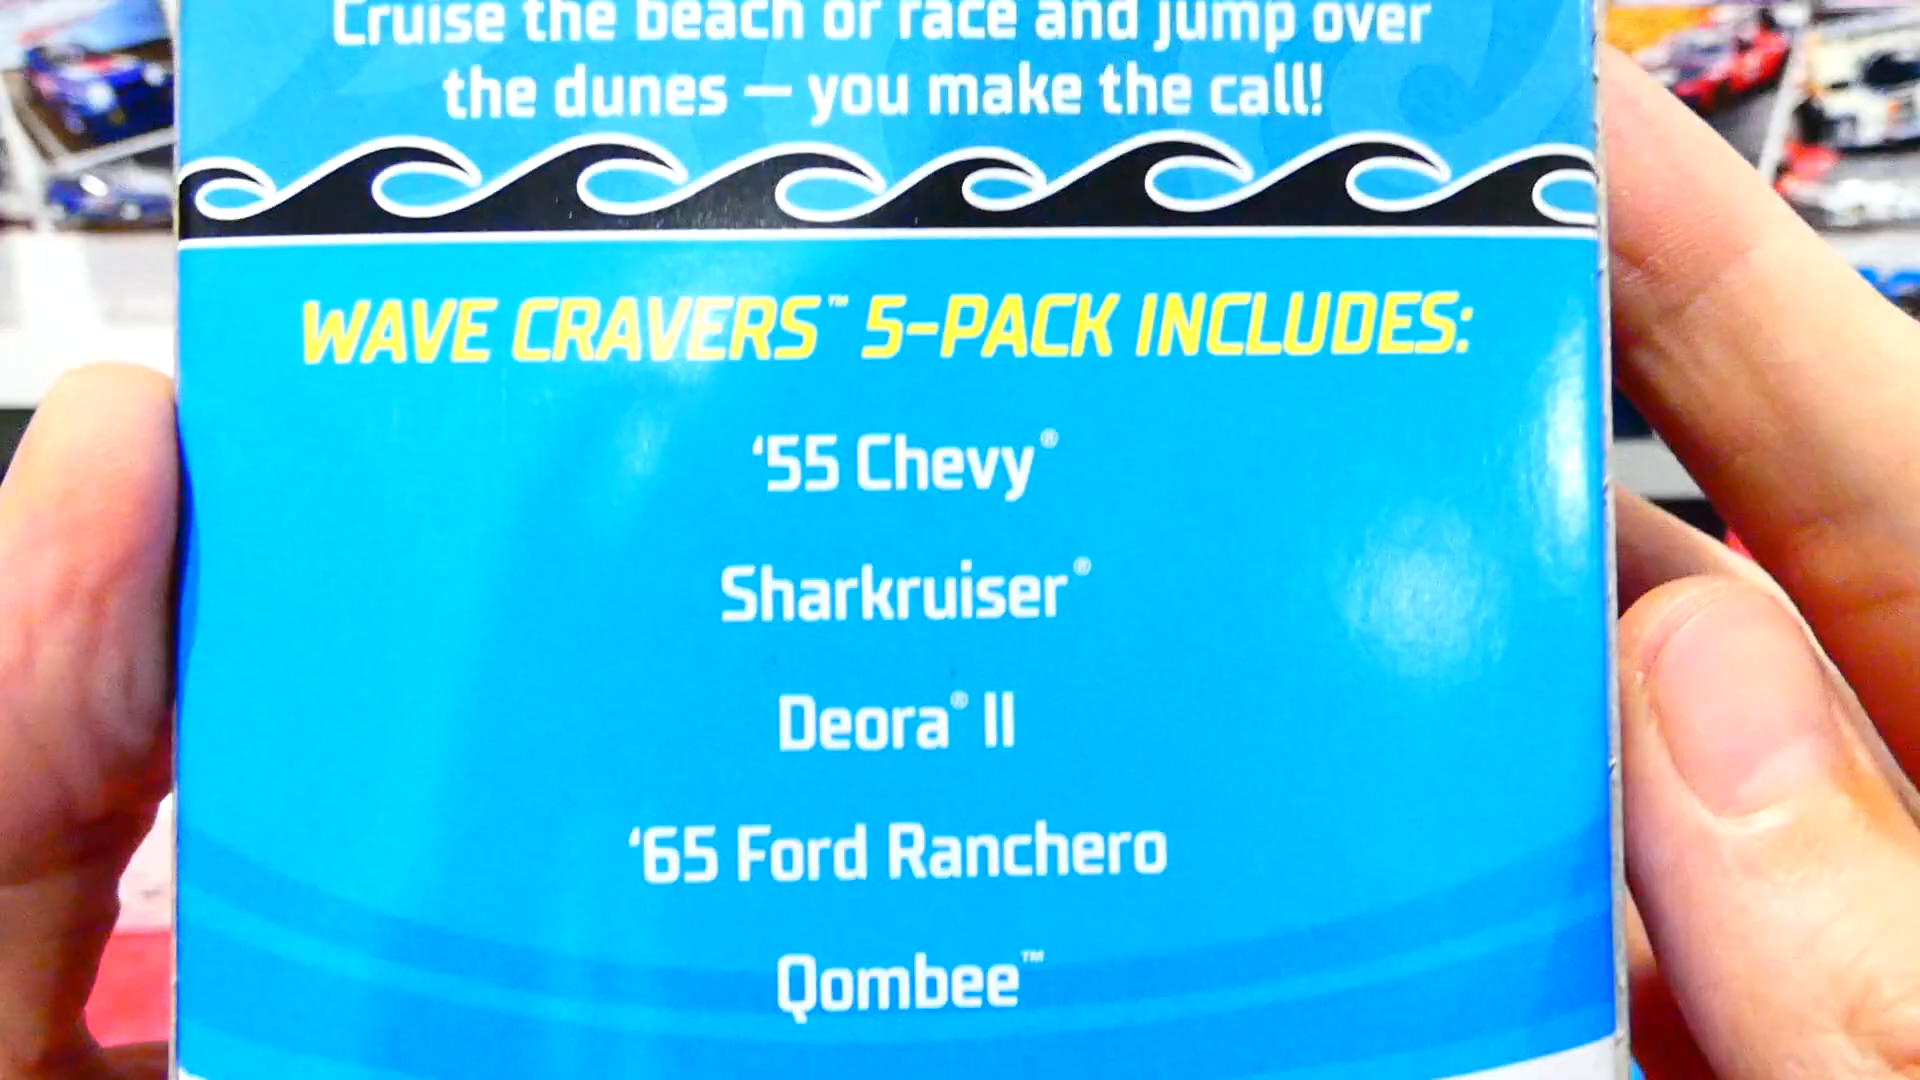 Cruise the beach or race and jump over
the dunes — you make the call!
WAVE CRAVERS™ 5-PACK INCLUDES:
‘55 Chevy®
Sharkruiser®
Deora® II
‘65 Ford Ranchero
Qombee™